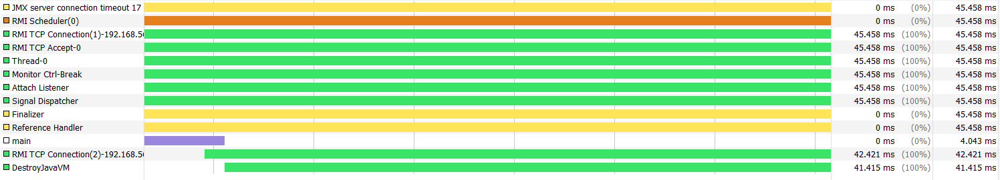 JMX server connection timeout 17 0 ms (0%) 45.458 ms
RMI Scheduler(0) 0 ms (0%) 45.458 ms
RMI TCP Connection(1)-192.168.56 45.458 ms (100%) 45.458 ms
RMI TCP Accept-0 45.458 ms (100%) 45.458 ms
Thread-0 45.458 ms (100%) 45.458 ms
Monitor Ctrl-Break 45.458 ms (100%) 45.458 ms
Attach Listener 45.458 ms (100%) 45.458 ms
Signal Dispatcher 45.458 ms (100%) 45.458 ms
Finalizer 0 ms (0%) 45.458 ms
Reference Handler 0 ms (0%) 45.458 ms
main 0 ms (0%) 4.043 ms
RMI TCP Connection(2)-192.168.56 42.421 ms (100%) 42.421 ms
DestroyJavaVM 41.415 ms (100%) 41.415 ms